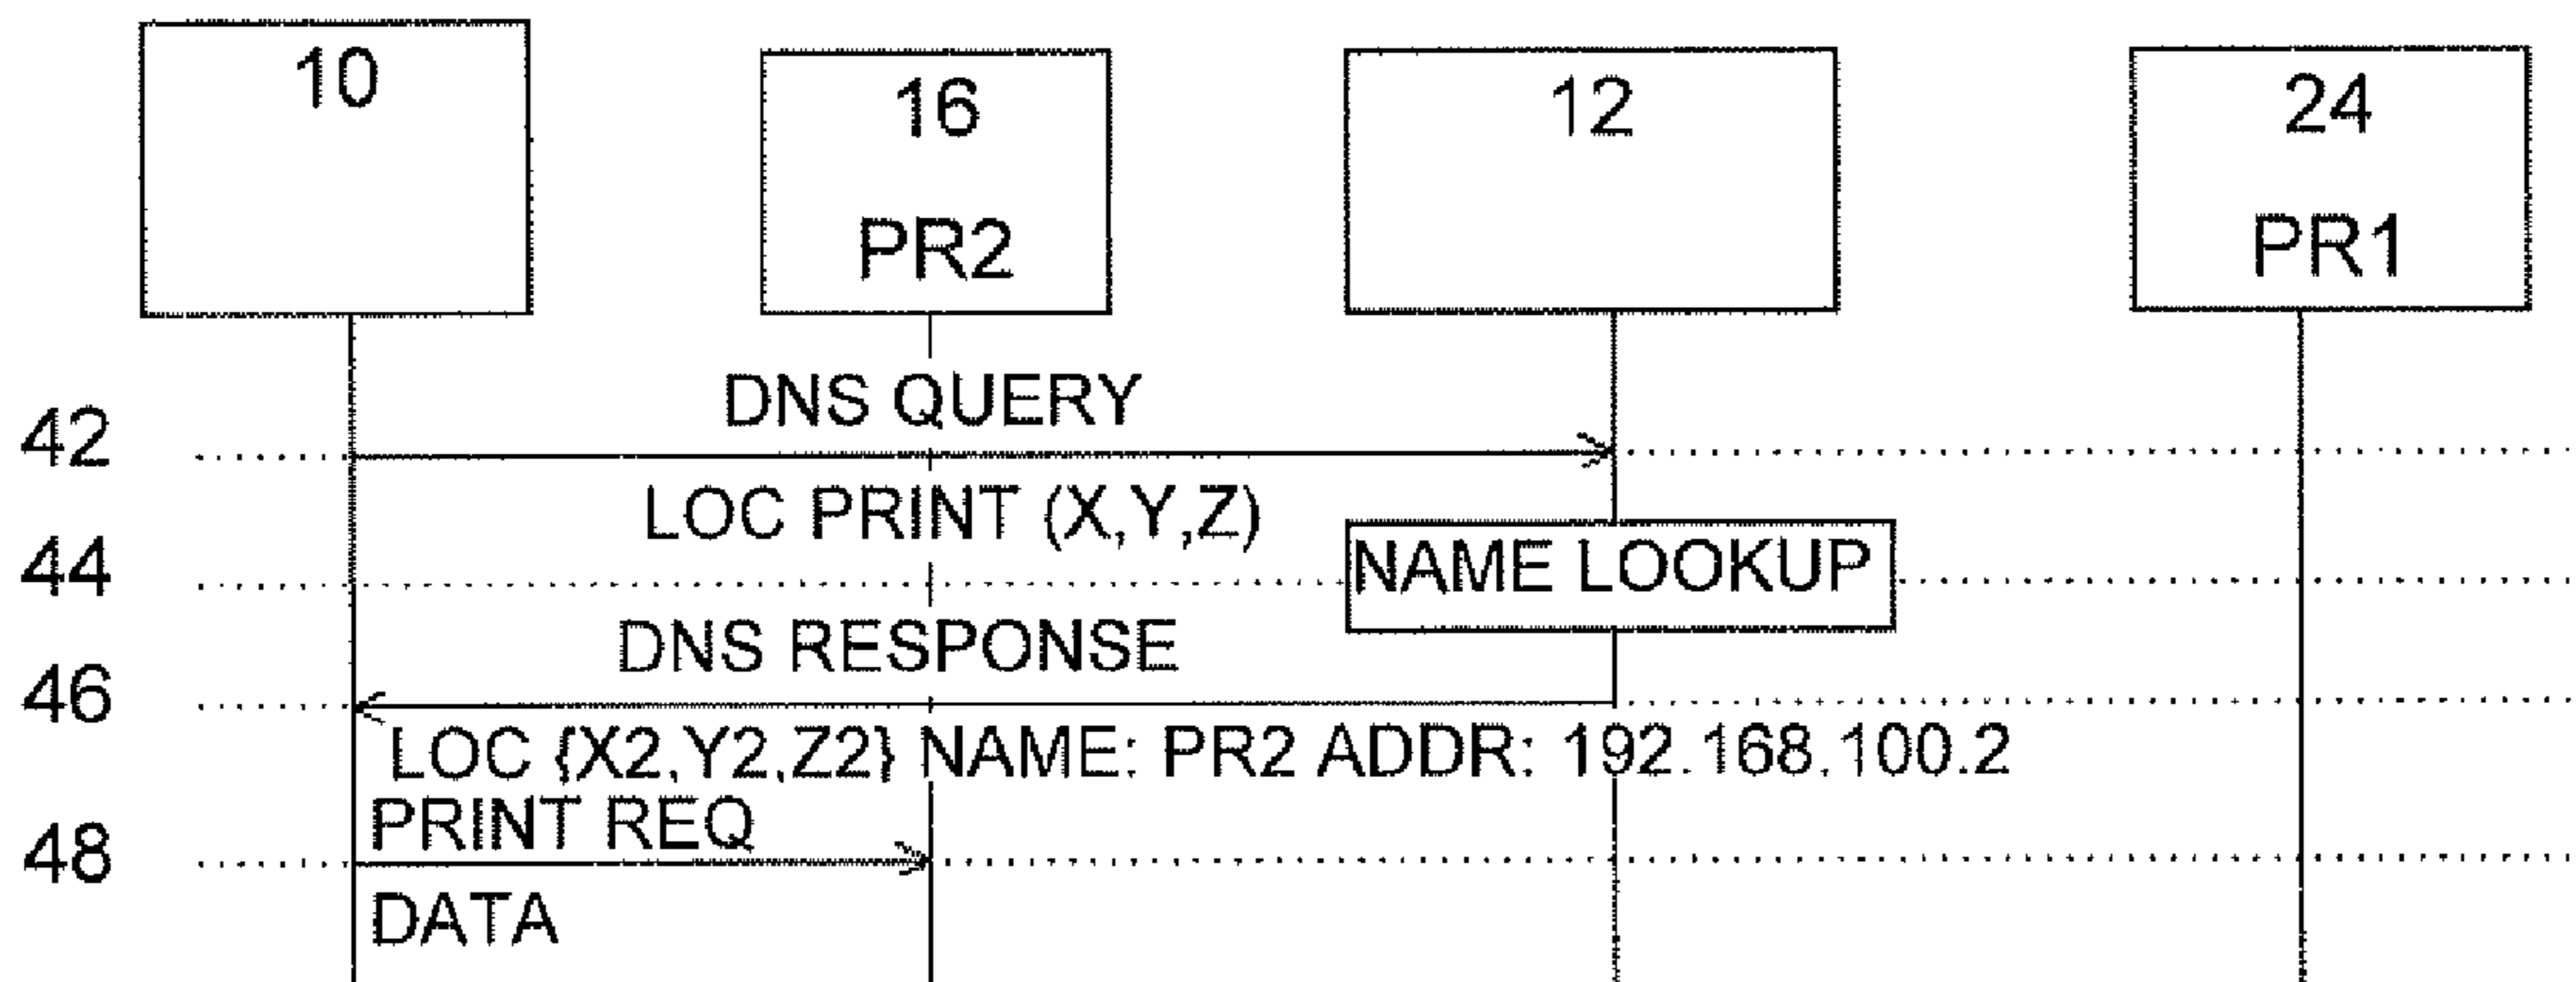 10
16
PR2
12
24
PR1
DNS QUERY
42
LOC PRINT (X,Y,Z)
44
NAME LOOKUP
DNS RESPONSE
46
LOC {X2,Y2,Z2} NAME: PR2 ADDR: 192.168.100.2
PRINT REQ
48
DATA